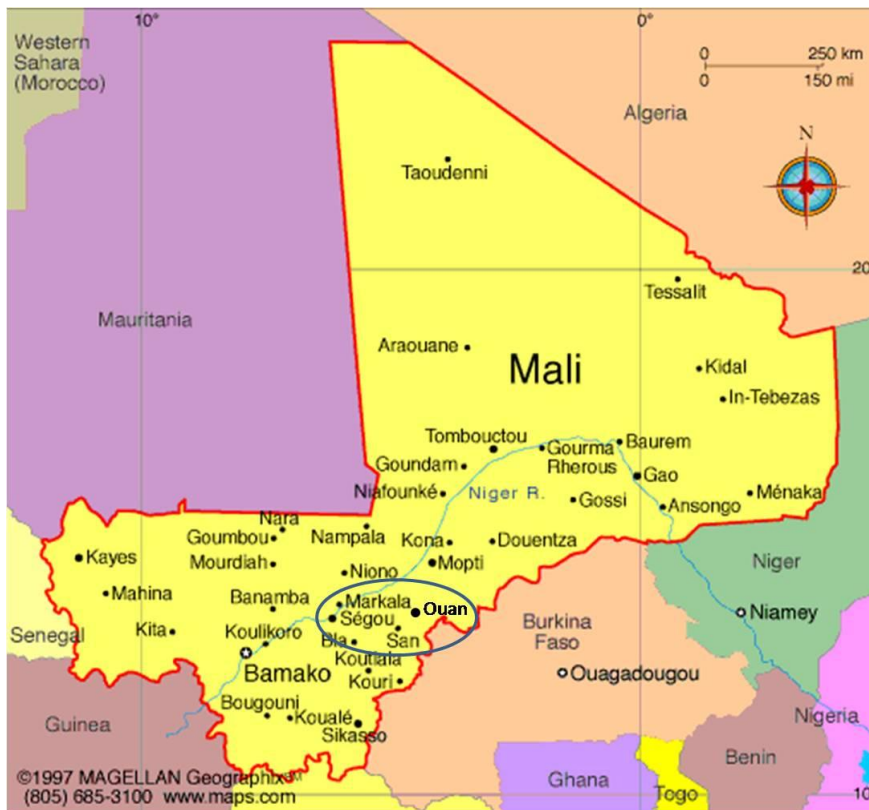 10°
0°
Western
Sahara
(Morocco)
0 250 km
0 150 mi
Algeria
N
Taoudenni
20
Tessalit
Mauritania
Araouane
Mali
Kidal
In-Tebezas
Tombouctou
Baurem
Goundam
Gourma
Rherous
Gao
Niafounké
Niger R.
Gossi
Ménaka
Ansongo
Nara
Goumbou
Nampala
Kona
Douentza
Kayes
Mourdiah
Mopti
Niger
Niono
Mahina
Banamba
Markala
Ouan
Ségou
Burkina
Faso
Niamey
Senegal
Kita
Koulikoro
Bla
San
Bamako
Koutiala
Ouagadougou
Kouri
Bougouni
Koualé
Guinea
Sikasso
Nigeria
Benin
©1997 MAGELLAN Geographix℠
(805) 685-3100 www.maps.com
Ghana
Togo
10